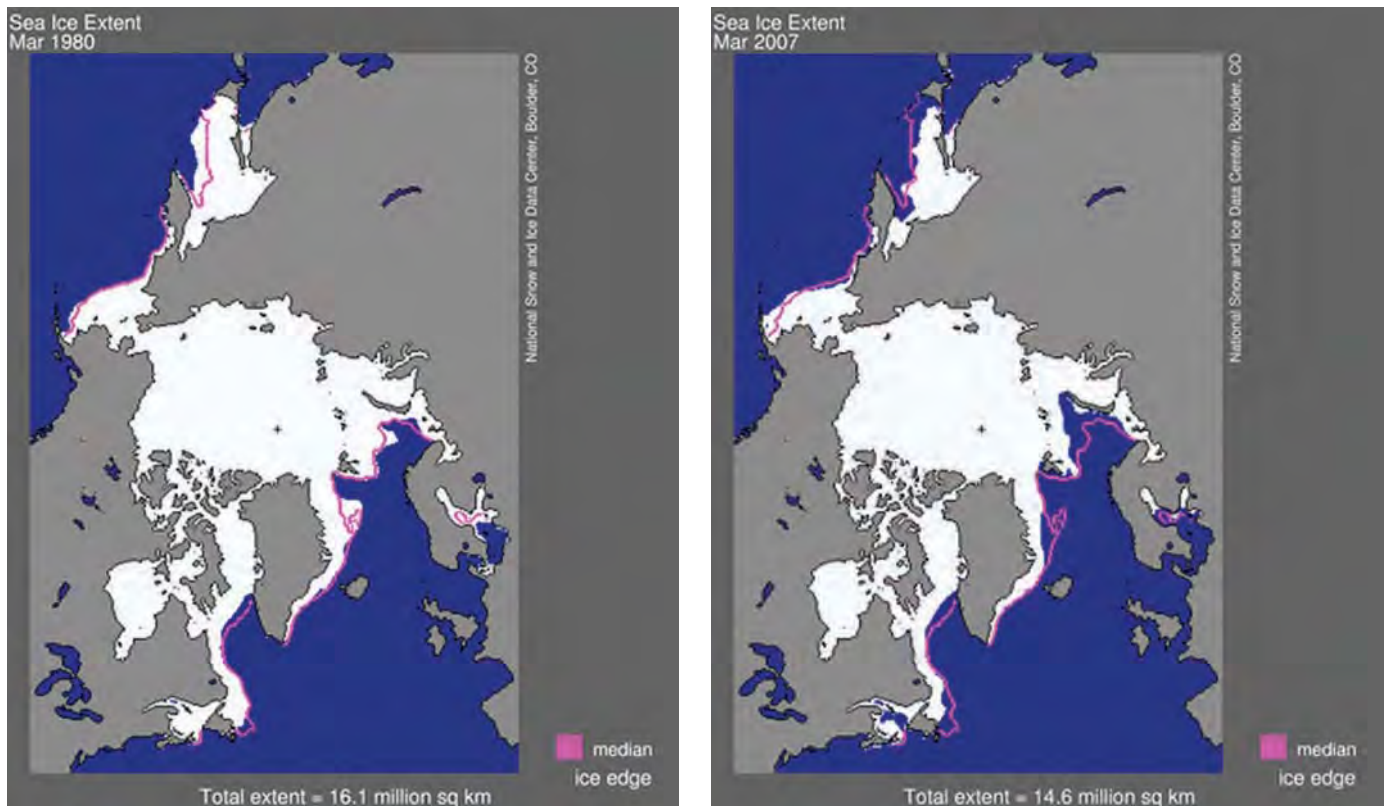 Sea Ice Extent
Mar 1980
National Snow and Ice Data Center, Boulder, CO
median
ice edge
Total extent = 16.1 million sq km
Sea Ice Extent
Mar 2007
National Snow and Ice Data Center, Boulder, CO
median
ice edge
Total extent = 14.6 million sq km